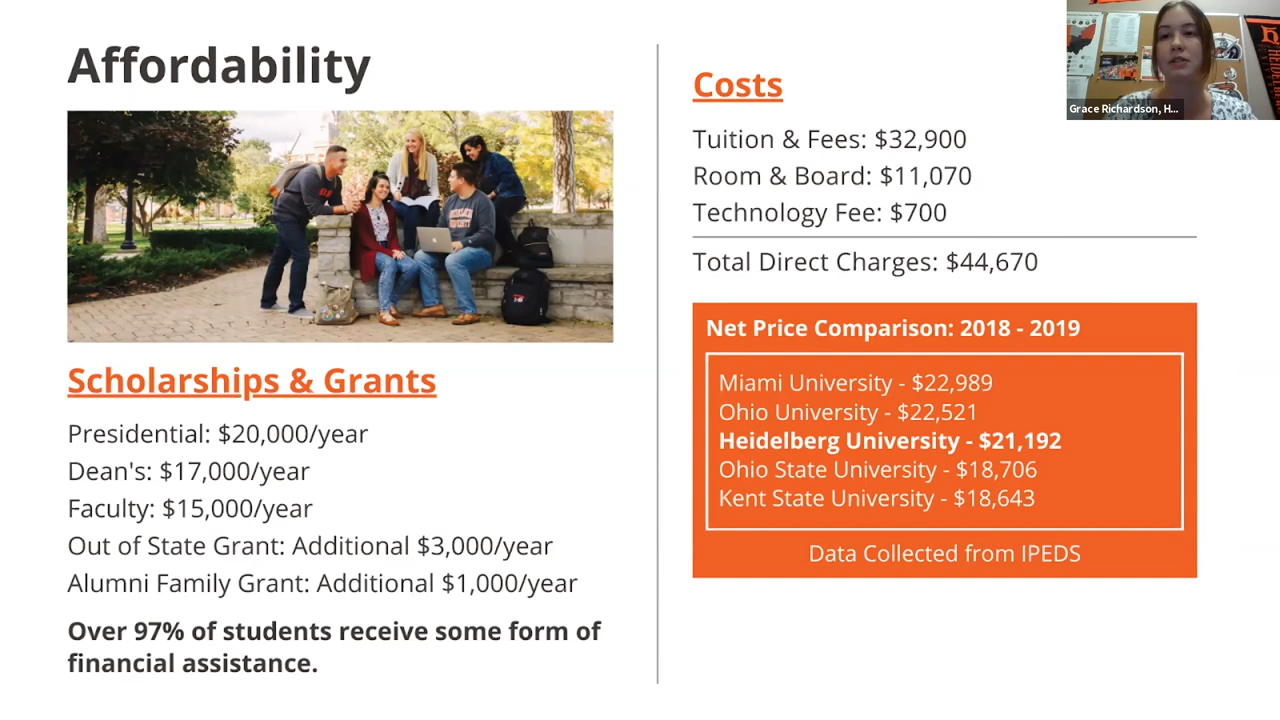 Affordability
Scholarships & Grants
Presidential: $20,000/year
Dean's: $17,000/year
Faculty: $15,000/year
Out of State Grant: Additional $3,000/year
Alumni Family Grant: Additional $1,000/year
Over 97% of students receive some form of
financial assistance.
Costs
Tuition & Fees: $32,900
Room & Board: $11,070
Technology Fee: $700
Total Direct Charges: $44,670
Net Price Comparison: 2018 - 2019
Miami University - $22,989
Ohio University - $22,521
Heidelberg University - $21,192
Ohio State University - $18,706
Kent State University - $18,643
Data Collected from IPEDS
Grace Richardson, H...